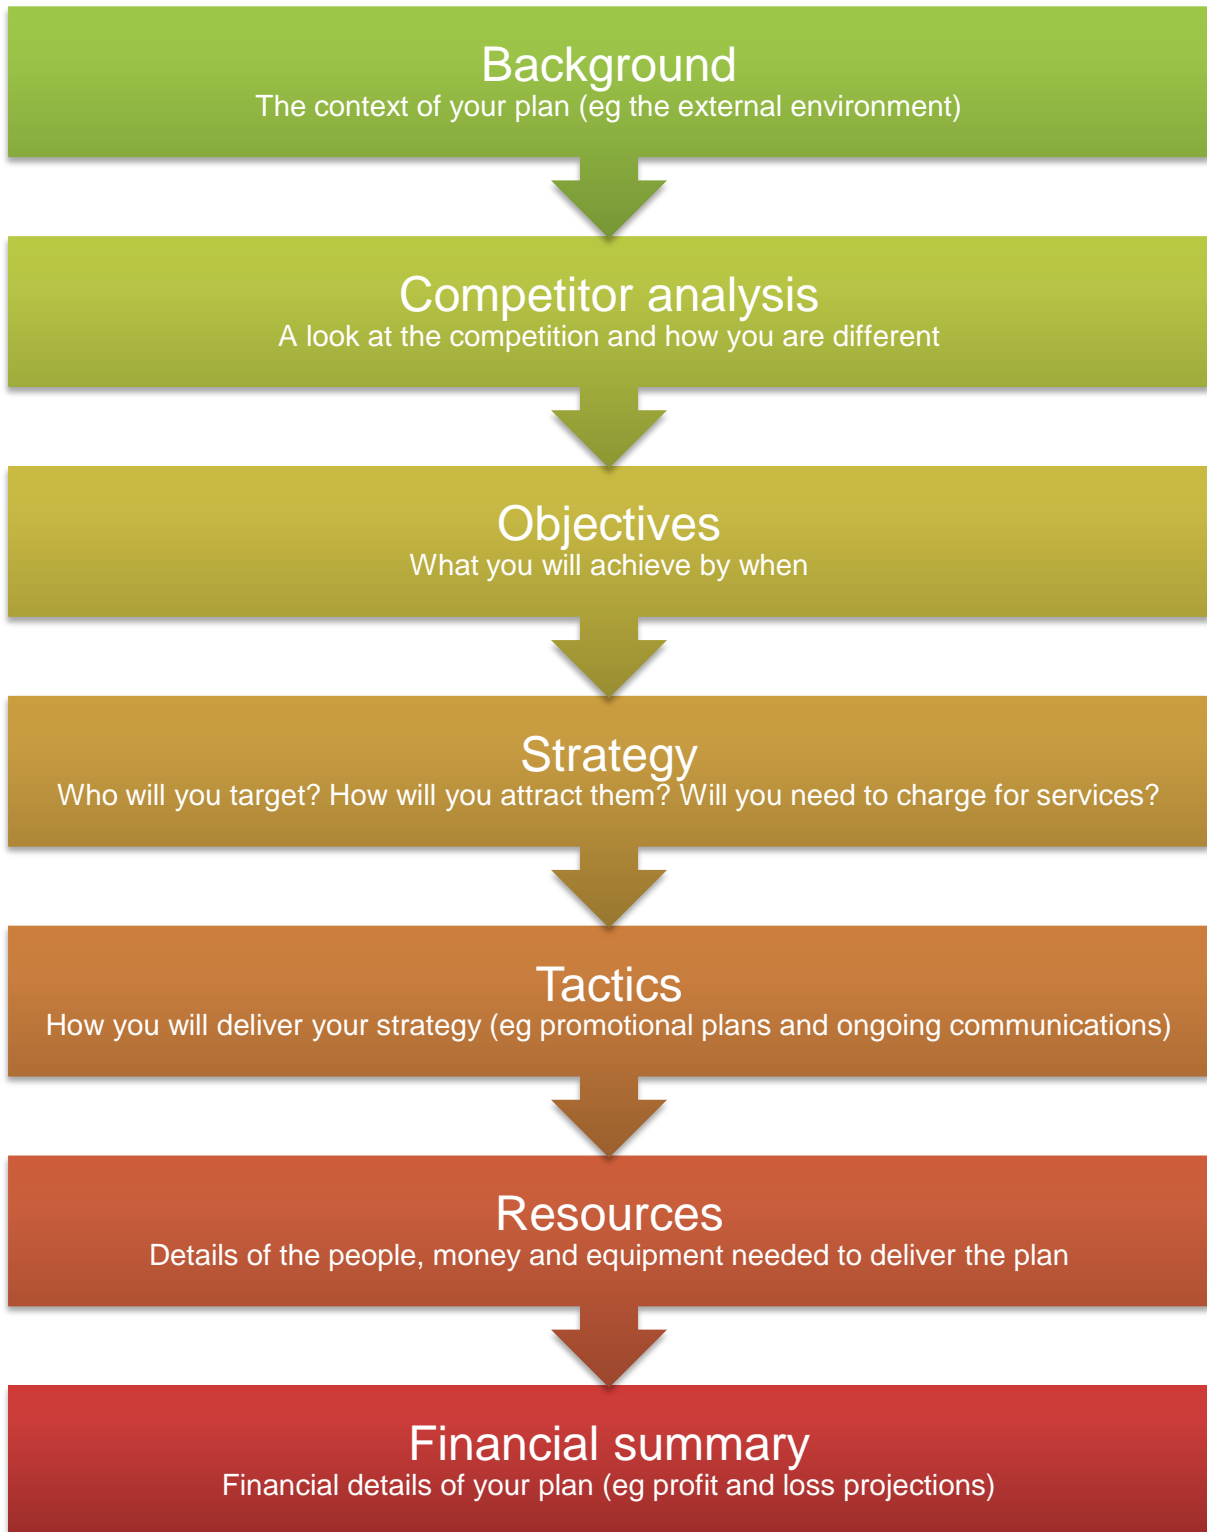 Background
The context of your plan (eg the external environment)
Competitor analysis
A look at the competition and how you are different
Objectives
What you will achieve by when
Strategy
Who will you target? How will you attract them? Will you need to charge for services?
Tactics
How you will deliver your strategy (eg promotional plans and ongoing communications)
Resources
Details of the people, money and equipment needed to deliver the plan
Financial summary
Financial details of your plan (eg profit and loss projections)